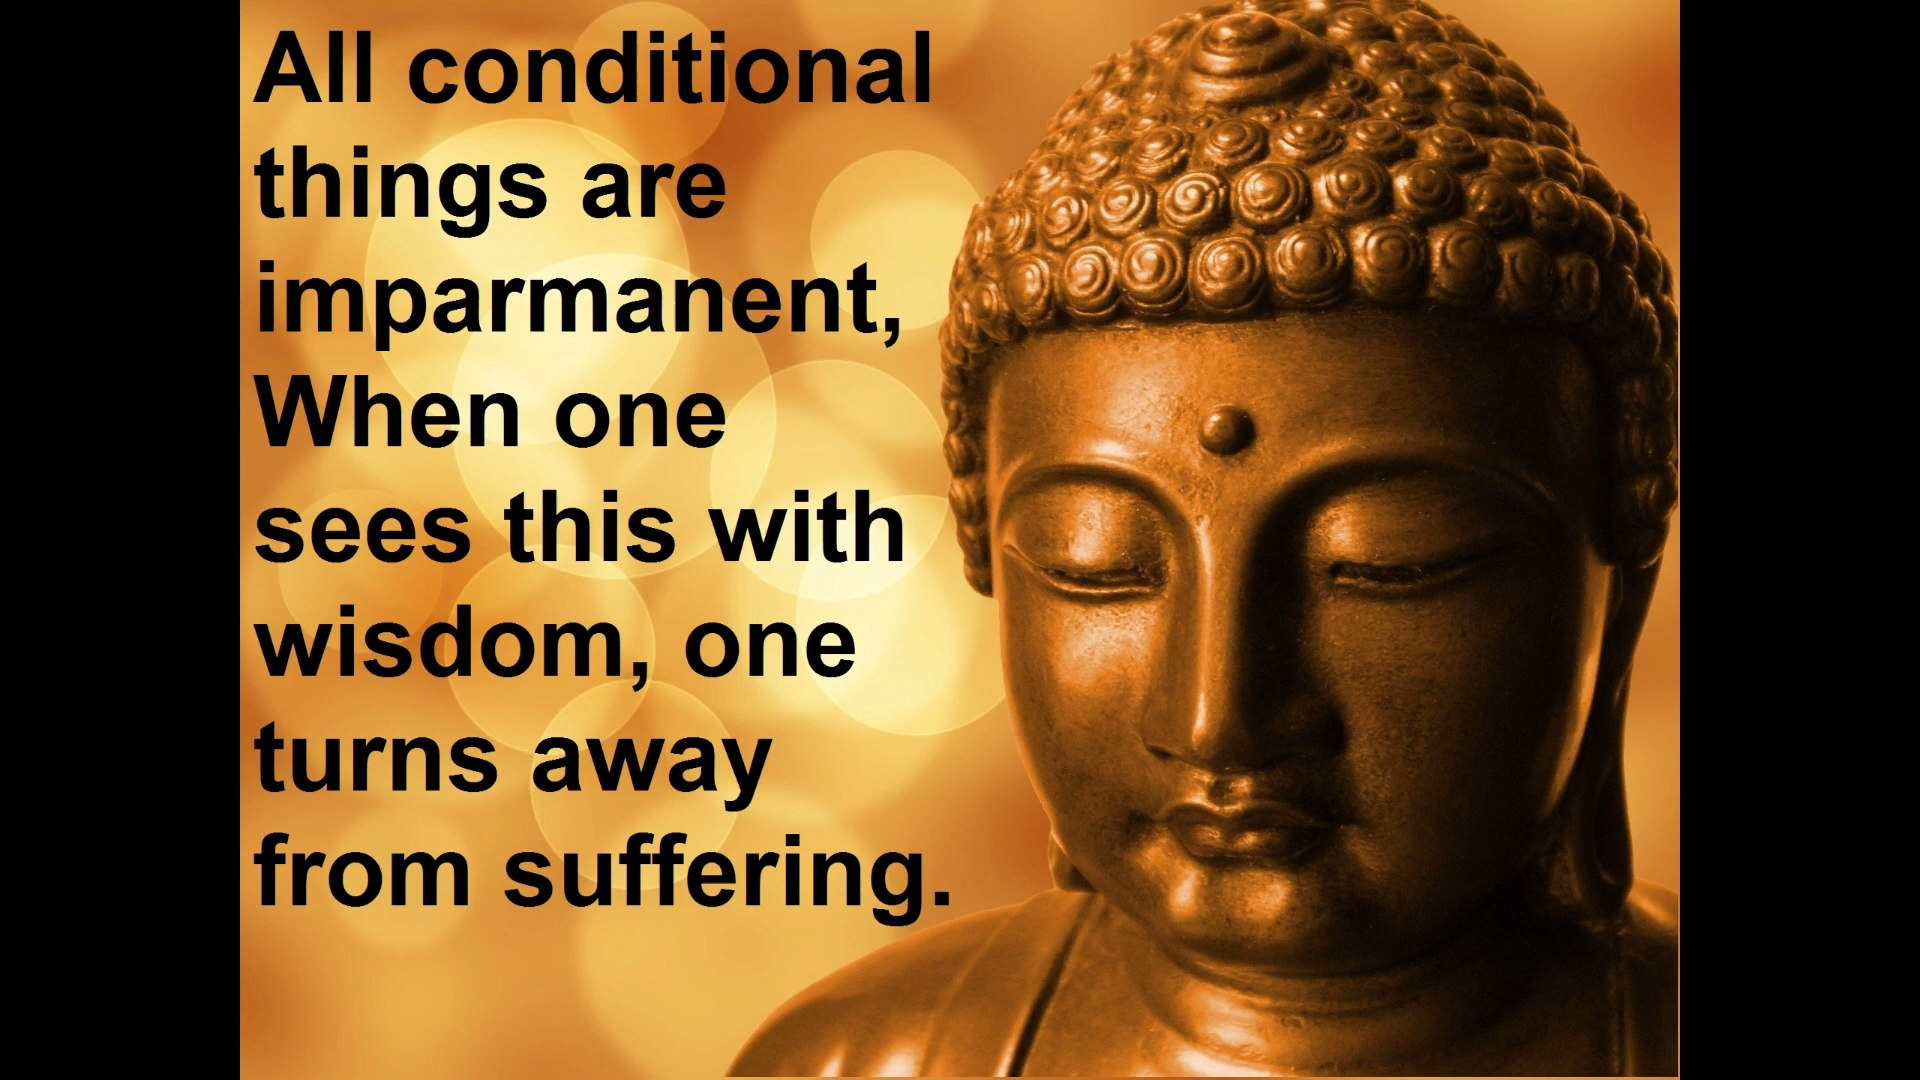 All conditional
things are
imparmanent,
When one
sees this with
wisdom, one
turns away
from suffering.